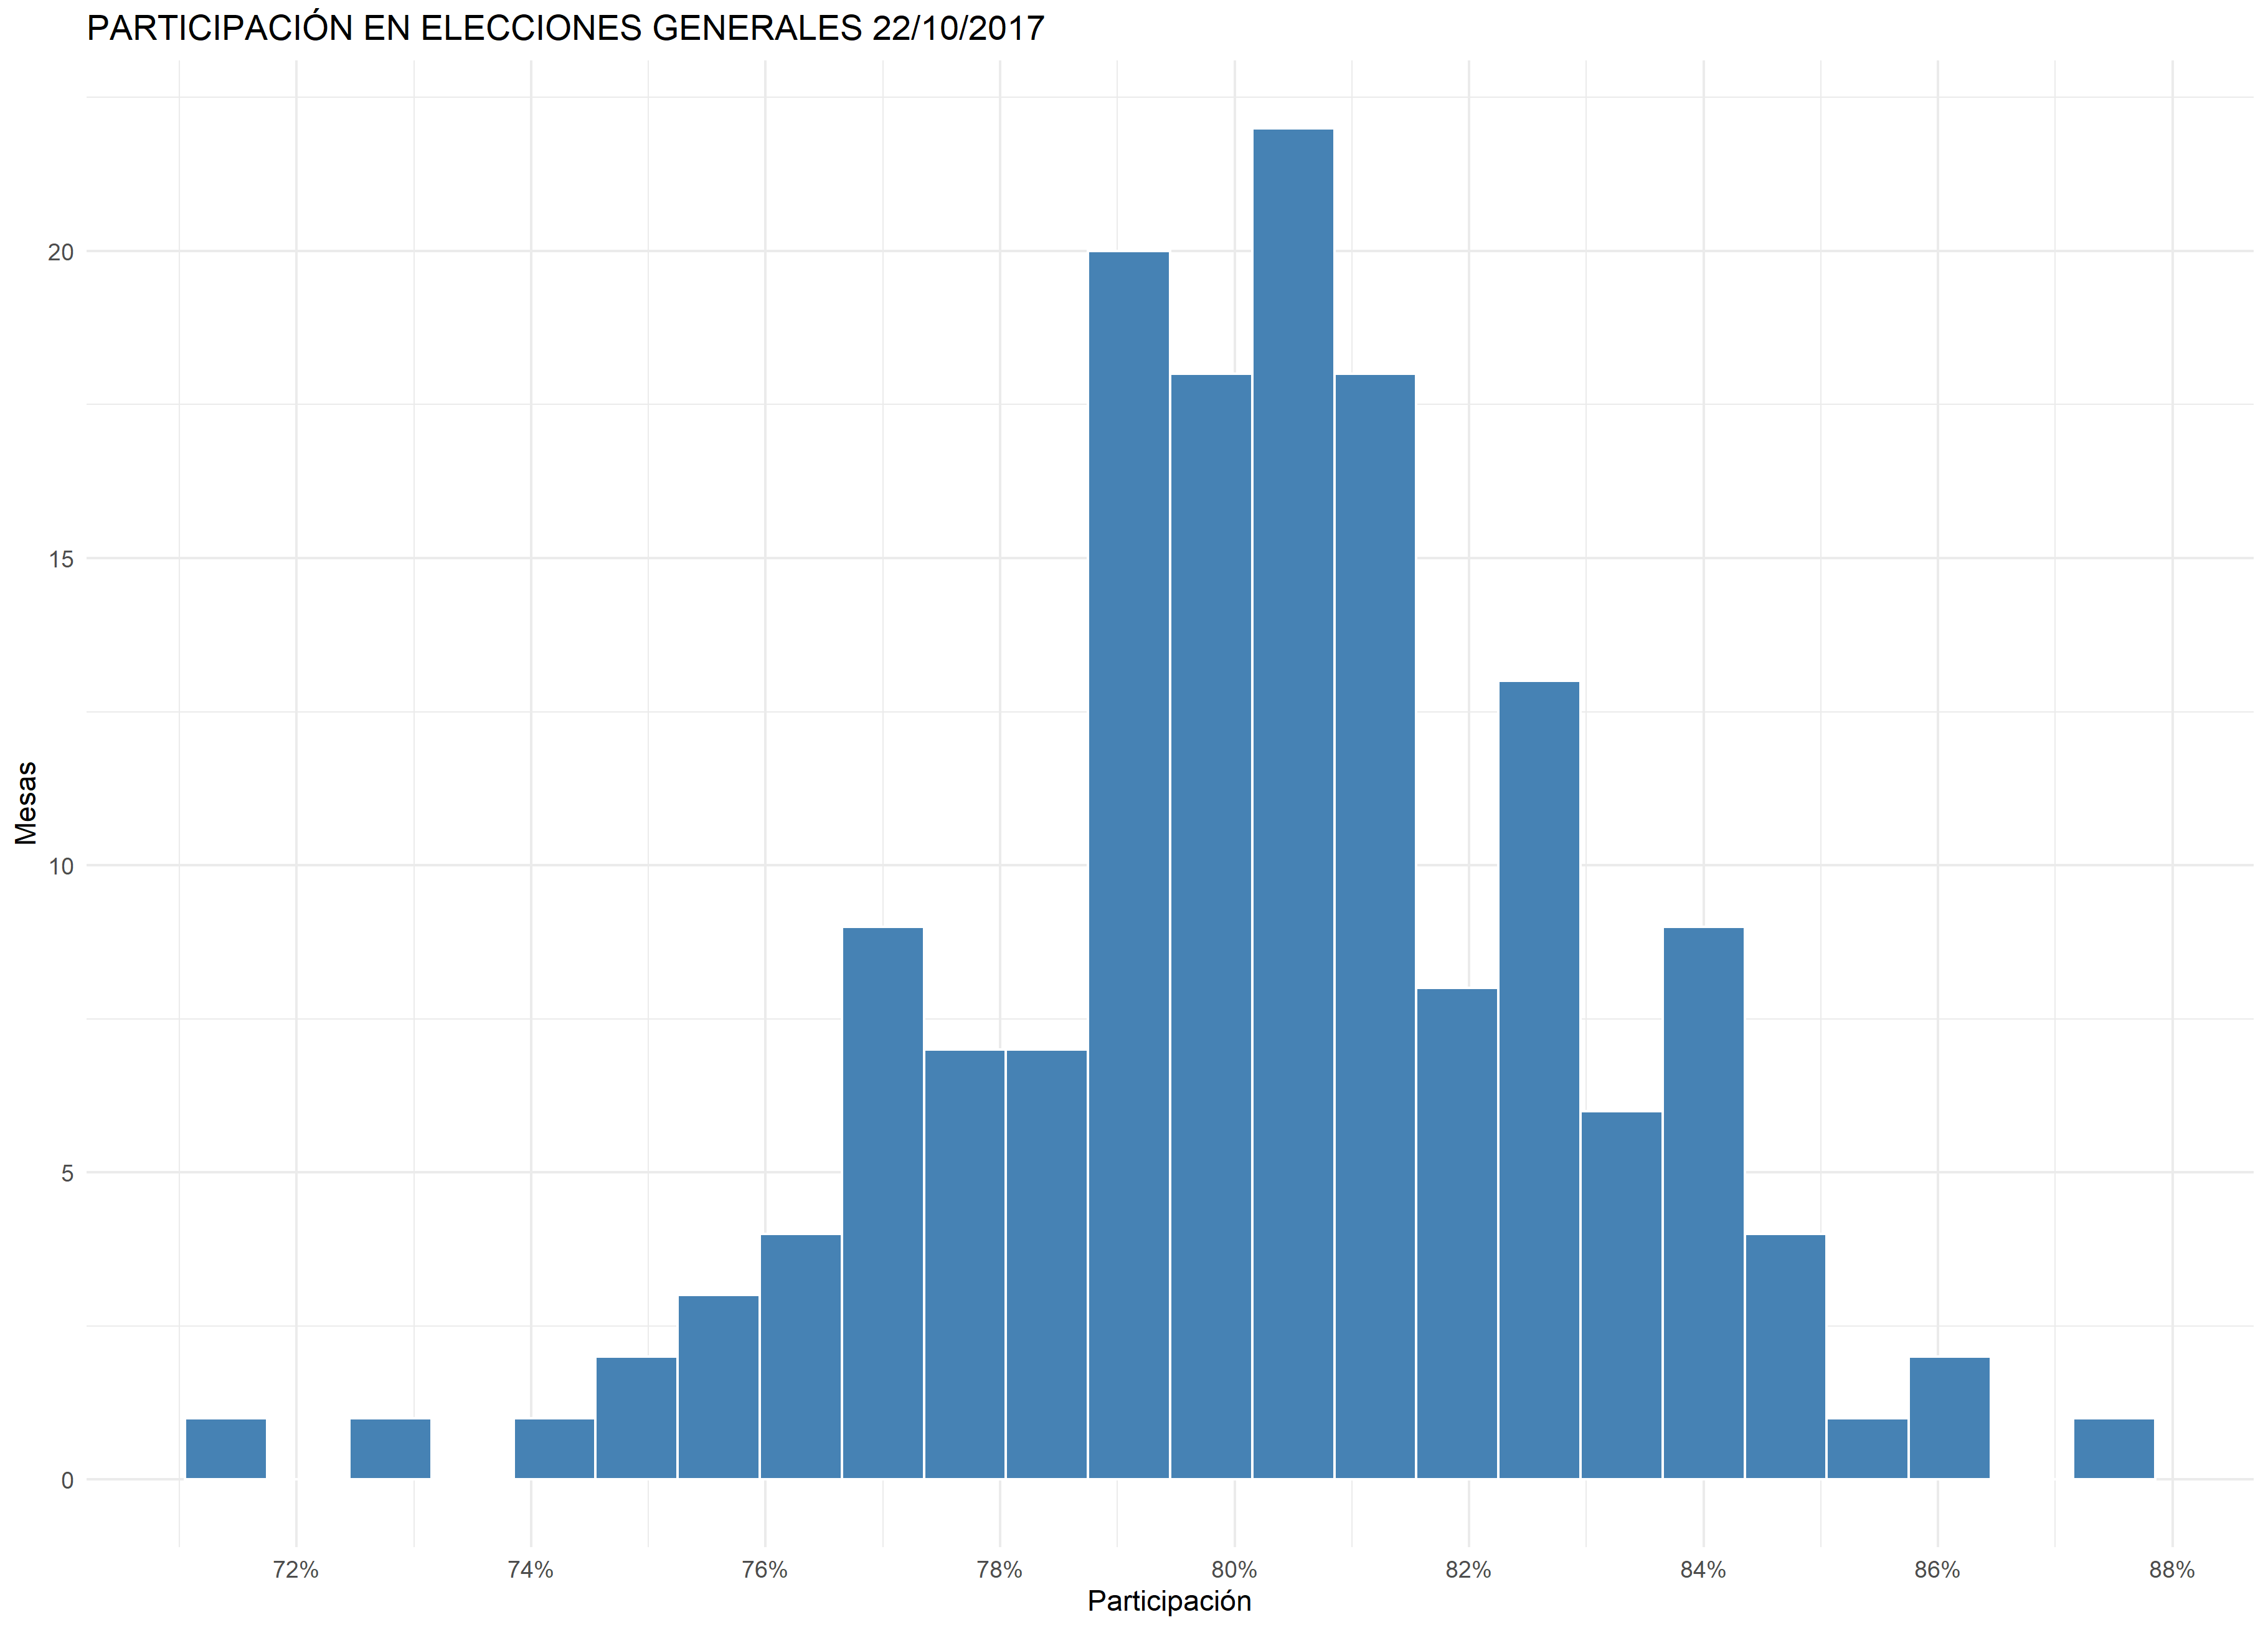 PARTICIPACIÓN EN ELECCIONES GENERALES 22/10/2017
20
15
10
5
0
Mesas
72% 74% 76% 78% 80% 82% 84% 86% 88%
Participación